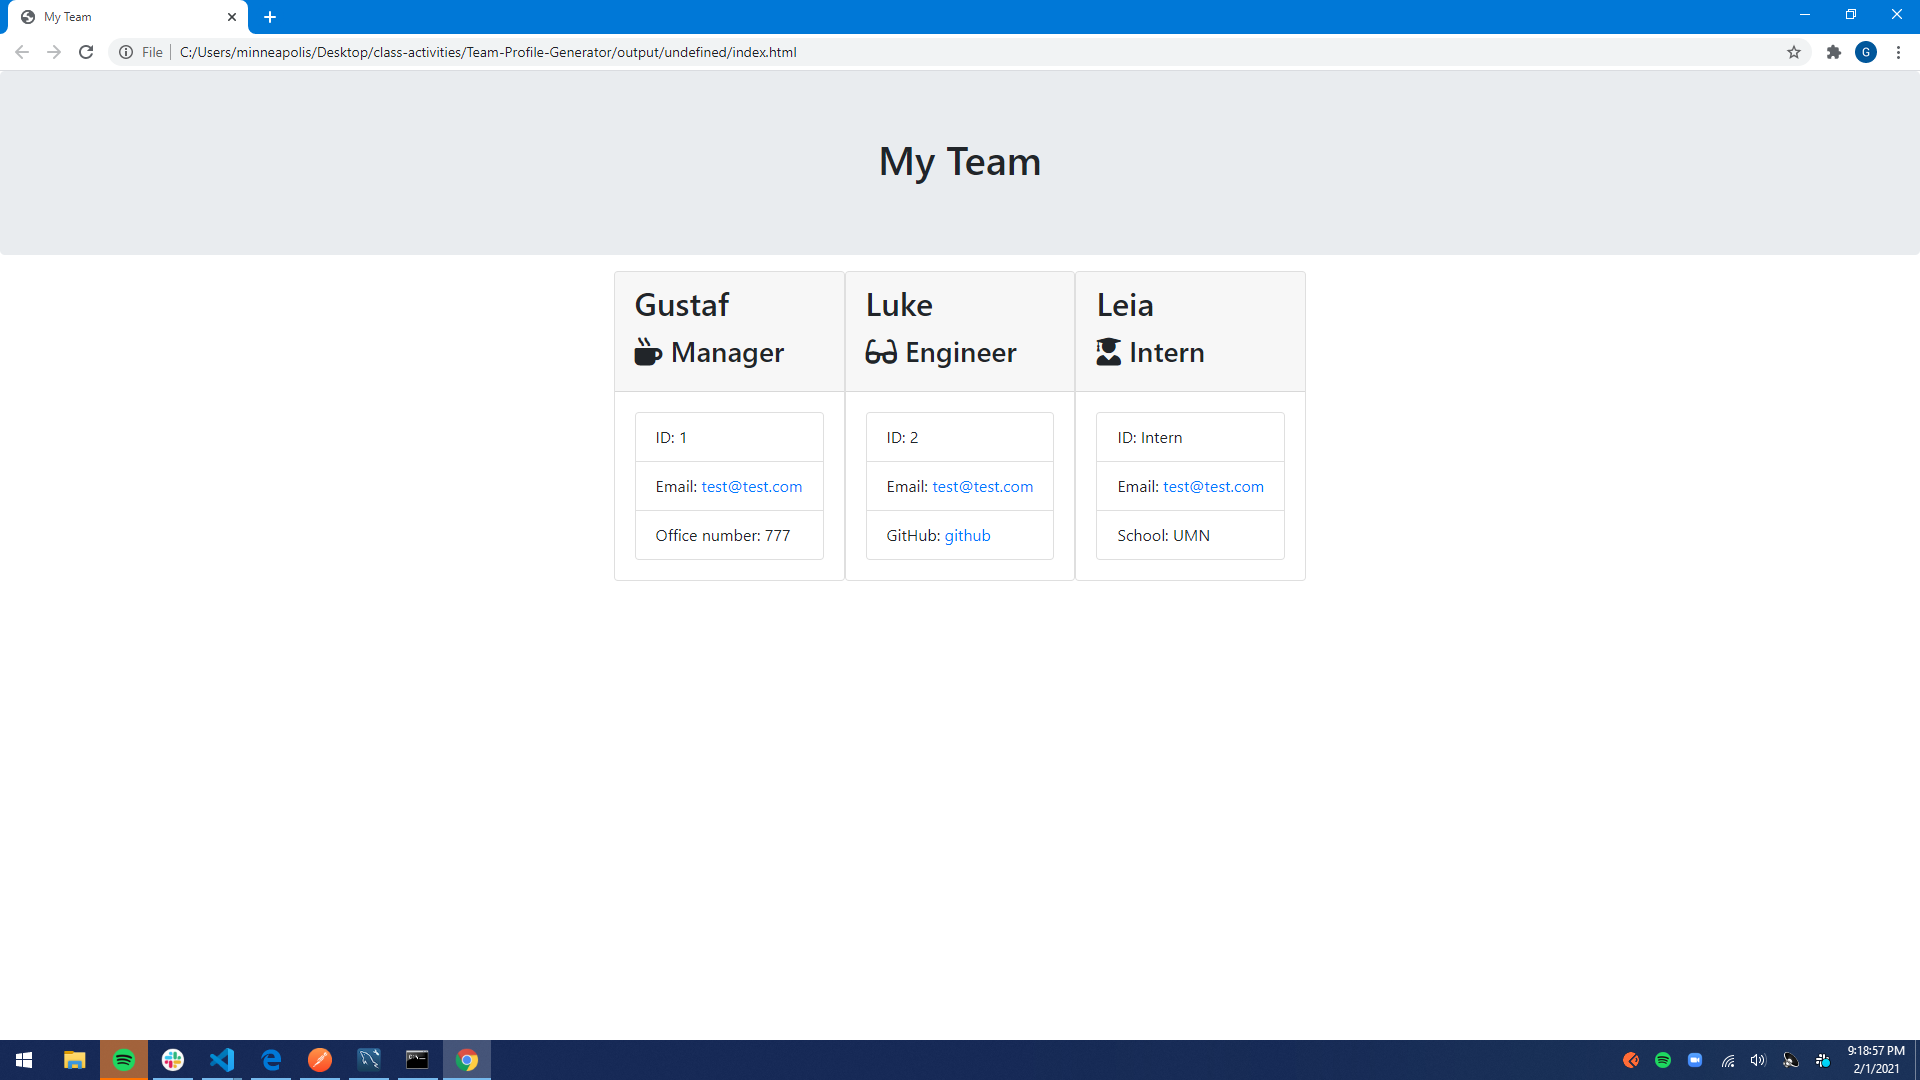 My Team
File
C:/Users/minneapolis/Desktop/class-activities/Team-Profile-Generator/output/undefined/index.html
G
My Team
Gustaf
Manager
ID: 1
Email: test@test.com
Office number: 777
Luke
Engineer
ID: 2
Email: test@test.com
GitHub: github
Leia
Intern
ID: Intern
Email: test@test.com
School: UMN
9:18:57 PM
2/1/2021